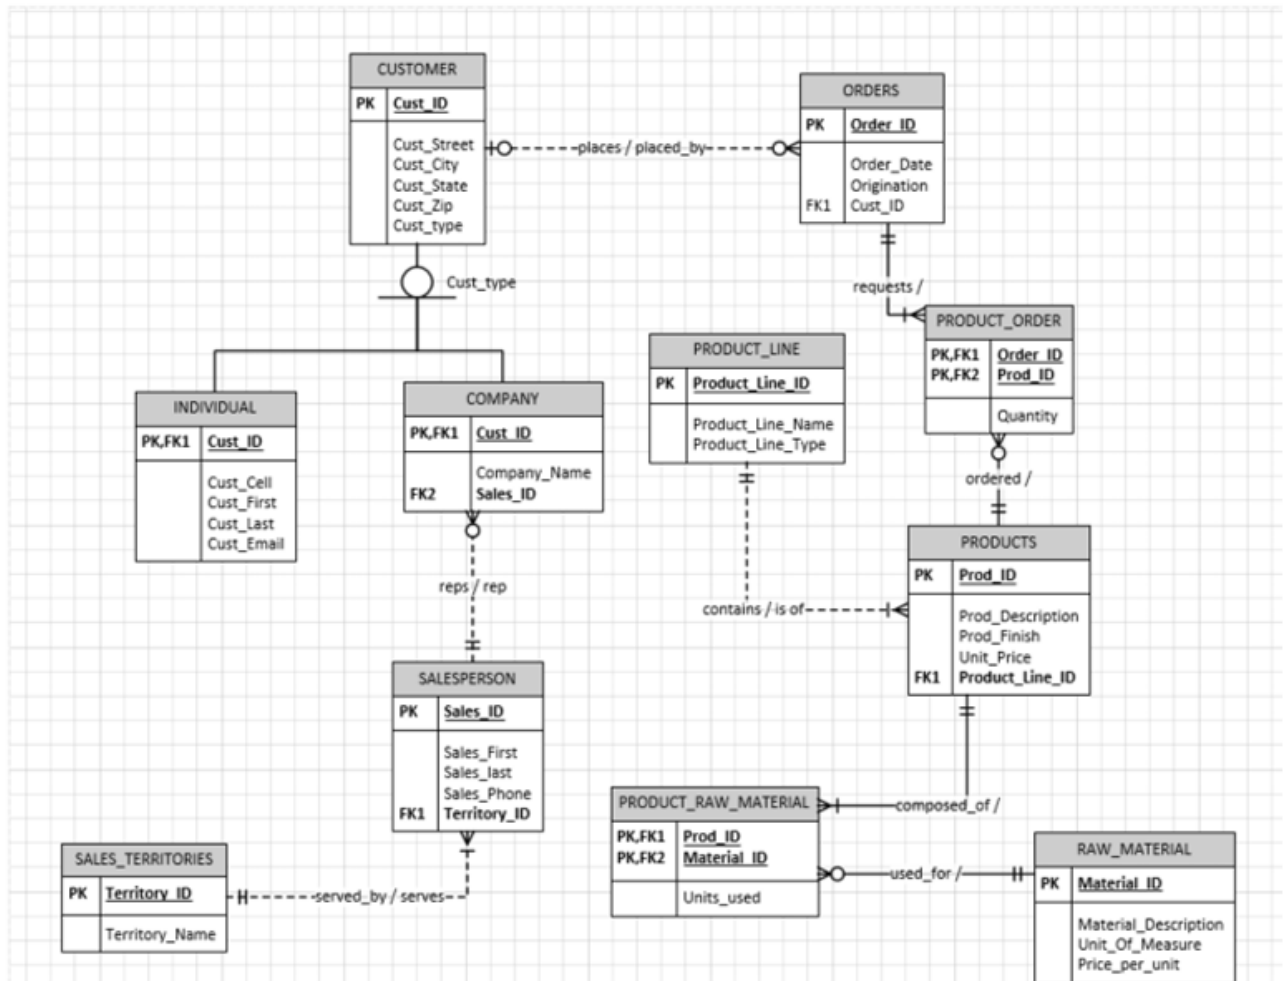 CUSTOMER
PK Cust_ID
Cust_Street
Cust_City
Cust_State
Cust_Zip
Cust_type
places / placed_by
ORDERS
PK Order_ID
Order_Date
Origination
FK1 Cust_ID
Cust_type
requests /
PRODUCT_ORDER
PK,FK1 Order_ID
PK,FK2 Prod_ID
Quantity
PRODUCT_LINE
PK Product_Line_ID
Product_Line_Name
Product_Line_Type
INDIVIDUAL
PK,FK1 Cust_ID
Cust_Cell
Cust_First
Cust_Last
Cust_Email
COMPANY
PK,FK1 Cust_ID
Company_Name
FK2 Sales_ID
ordered /
reps / rep
contains / is of
PRODUCTS
PK Prod_ID
Prod_Description
Prod_Finish
Unit_Price
FK1 Product_Line_ID
SALESPERSON
PK Sales_ID
Sales_First
Sales_last
Sales_Phone
FK1 Territory_ID
composed_of /
PRODUCT_RAW_MATERIAL
PK,FK1 Prod_ID
PK,FK2 Material_ID
Units_used
used_for /
RAW_MATERIAL
PK Material_ID
Material_Description
Unit_Of_Measure
Price_per_unit
SALES_TERRITORIES
PK Territory_ID
Territory_Name
served_by / serves